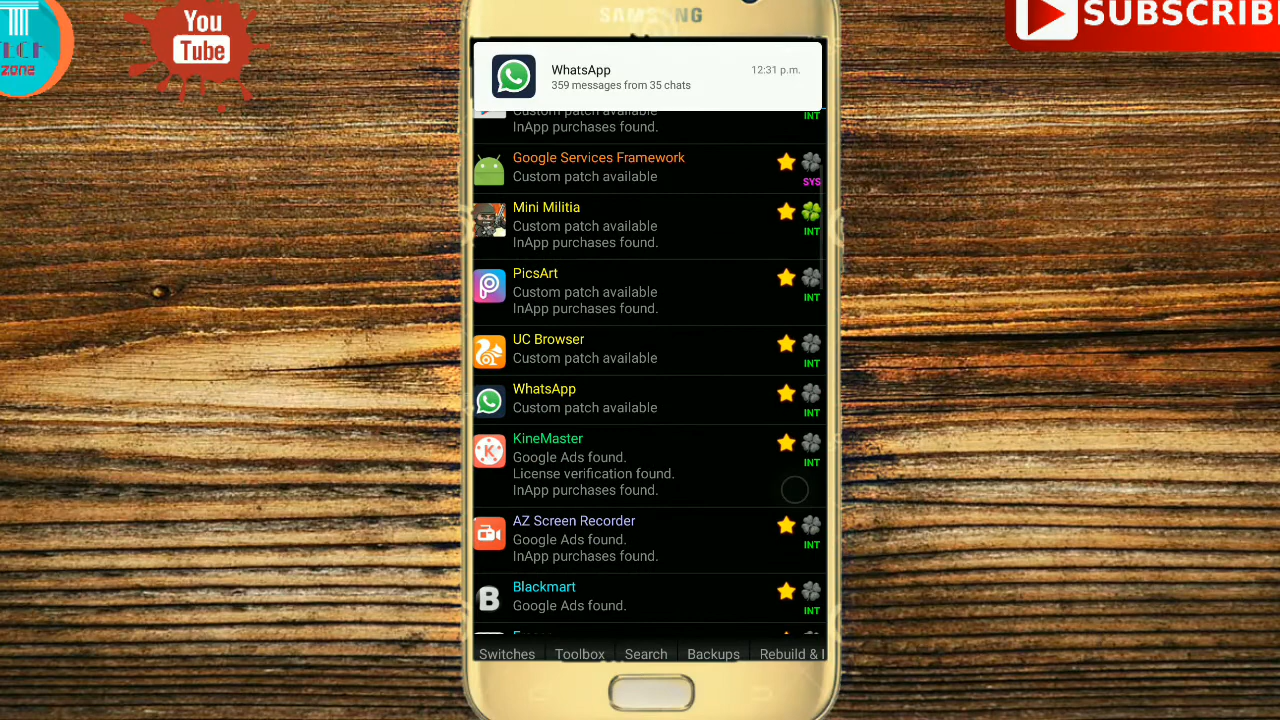 SAMSUNG
You
Tube
SUBSCRIB
TECH
ZONE
WhatsApp
12:31 p.m.
359 messages from 35 chats
Custom patch available
INT
InApp purchases found.
Google Services Framework
Custom patch available
SYS
Mini Militia
Custom patch available
INT
InApp purchases found.
PicsArt
Custom patch available
INT
InApp purchases found.
UC Browser
Custom patch available
INT
WhatsApp
Custom patch available
INT
KineMaster
Google Ads found.
INT
License verification found.
InApp purchases found.
AZ Screen Recorder
Google Ads found.
INT
InApp purchases found.
Blackmart
Google Ads found.
INT
Switches
Toolbox
Search
Backups
Rebuild & I